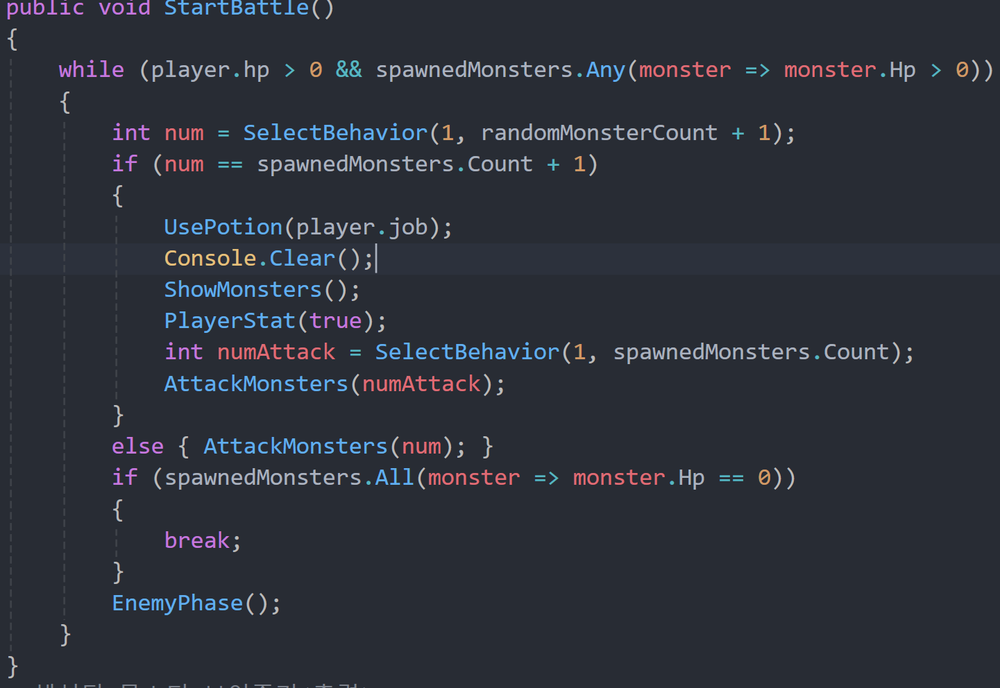 public void StartBattle()
{
    while (player.hp > 0 && spawnedMonsters.Any(monster => monster.Hp > 0))
    {
        int num = SelectBehavior(1, randomMonsterCount + 1);
        if (num == spawnedMonsters.Count + 1)
        {
            UsePotion(player.job);
            Console.Clear();
            ShowMonsters();
            PlayerStat(true);
            int numAttack = SelectBehavior(1, spawnedMonsters.Count);
            AttackMonsters(numAttack);
        }
        else { AttackMonsters(num); }
        if (spawnedMonsters.All(monster => monster.Hp == 0))
        {
            break;
        }
        EnemyPhase();
    }
}